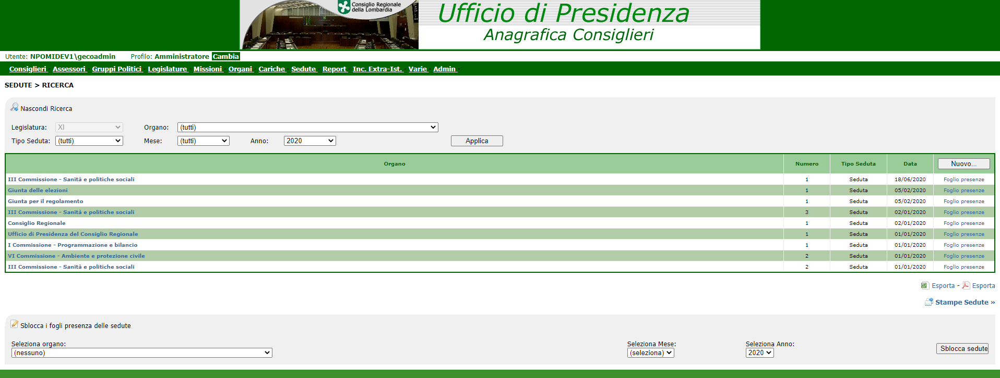 Consiglio Regionale
della Lombardia
Ufficio di Presidenza
Anagrafica Consiglieri
Utente: NPOMIDEV1\gecoadmin Profilo: Amministratore Cambia
Consiglieri - Assessori - Gruppi Politici - Legislature - Missioni - Organi - Cariche - Sedute - Report - Inc. Extra-Ist. - Varie - Admin -
SEDUTE > RICERCA
Nascondi Ricerca
Legislatura: XI Organo: (tutti)
Tipo Seduta: (tutti) Mese: (tutti) Anno: 2020 Applica
Organo Numero Tipo Seduta Data Nuovo...
III Commissione - Sanità e politiche sociali 1 Seduta 18/06/2020 Foglio presenze
Giunta delle elezioni 1 Seduta 05/02/2020 Foglio presenze
Giunta per il regolamento 1 Seduta 05/02/2020 Foglio presenze
III Commissione - Sanità e politiche sociali 3 Seduta 02/01/2020 Foglio presenze
Consiglio Regionale 1 Seduta 02/01/2020 Foglio presenze
Ufficio di Presidenza del Consiglio Regionale 1 Seduta 01/01/2020 Foglio presenze
I Commissione - Programmazione e bilancio 1 Seduta 01/01/2020 Foglio presenze
VI Commissione - Ambiente e protezione civile 2 Seduta 01/01/2020 Foglio presenze
III Commissione - Sanità e politiche sociali 2 Seduta 01/01/2020 Foglio presenze
Esporta - Esporta
Stampe Sedute »
Sblocca i fogli presenza delle sedute
Seleziona organo: Seleziona Mese: Seleziona Anno:
(nessuno) (seleziona) 2020 Sblocca sedute